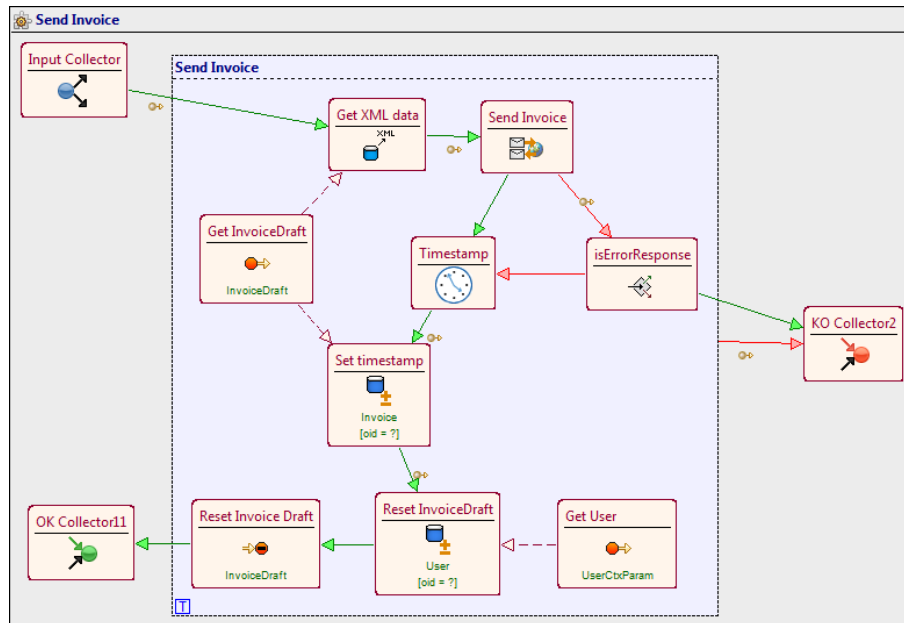 Send Invoice
Input Collector
Send Invoice
Get XML data
XML
Send Invoice
Get InvoiceDraft
InvoiceDraft
Timestamp
isErrorResponse
KO Collector2
Set timestamp
Invoice
[oid = ?]
OK Collector11
Reset Invoice Draft
InvoiceDraft
Reset InvoiceDraft
User
[oid = ?]
Get User
UserCtxParam
T